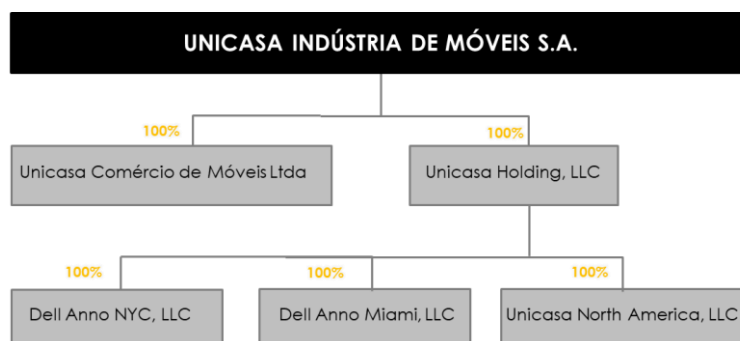 UNICASA INDÚSTRIA DE MÓVEIS S.A.
100%
100%
Unicasa Comércio de Móveis Ltda
Unicasa Holding, LLC
100%
100%
100%
Dell Anno NYC, LLC
Dell Anno Miami, LLC
Unicasa North America, LLC